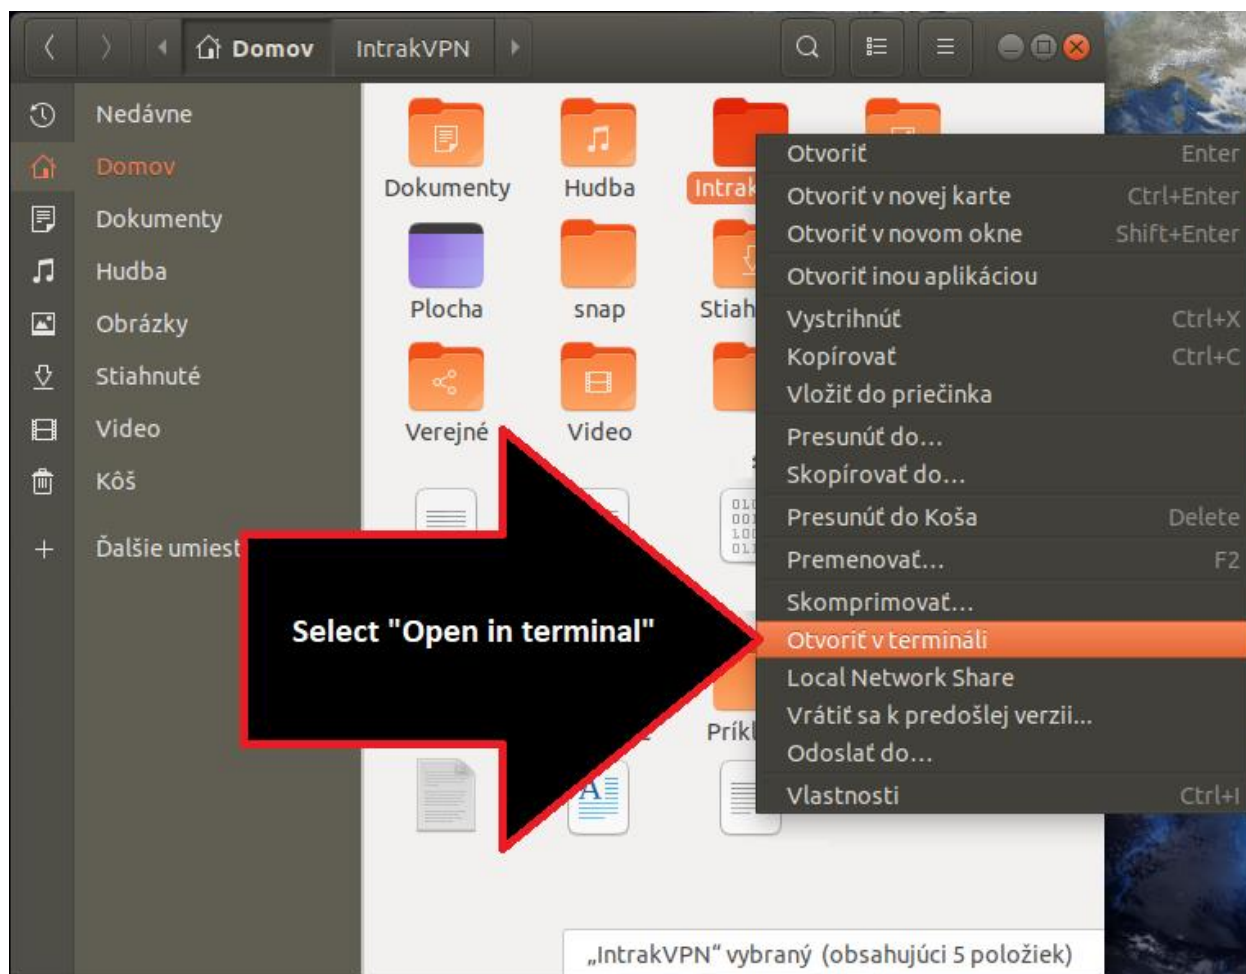 Domov IntrakVPN
Nedávne
Domov
Dokumenty
Hudba
Obrázky
Stiahnuté
Video
Kôš
+ Ďalšie umiest
Dokumenty Hudba Intrak
Plocha snap Stiah
Verejné Video
Príkl
Select "Open in terminal"
Otvoriť Enter
Otvoriť v novej karte Ctrl+Enter
Otvoriť v novom okne Shift+Enter
Otvoriť inou aplikáciou
Vystrihnúť Ctrl+X
Kopírovať Ctrl+C
Vložiť do priečinka
Presunúť do…
Skopírovať do…
Presunúť do Koša Delete
Premenovať… F2
Skomprimovať…
Otvoriť v termináli
Local Network Share
Vrátiť sa k predošlej verzii...
Odoslať do…
Vlastnosti Ctrl+I
„IntrakVPN“ vybraný (obsahujúci 5 položiek)